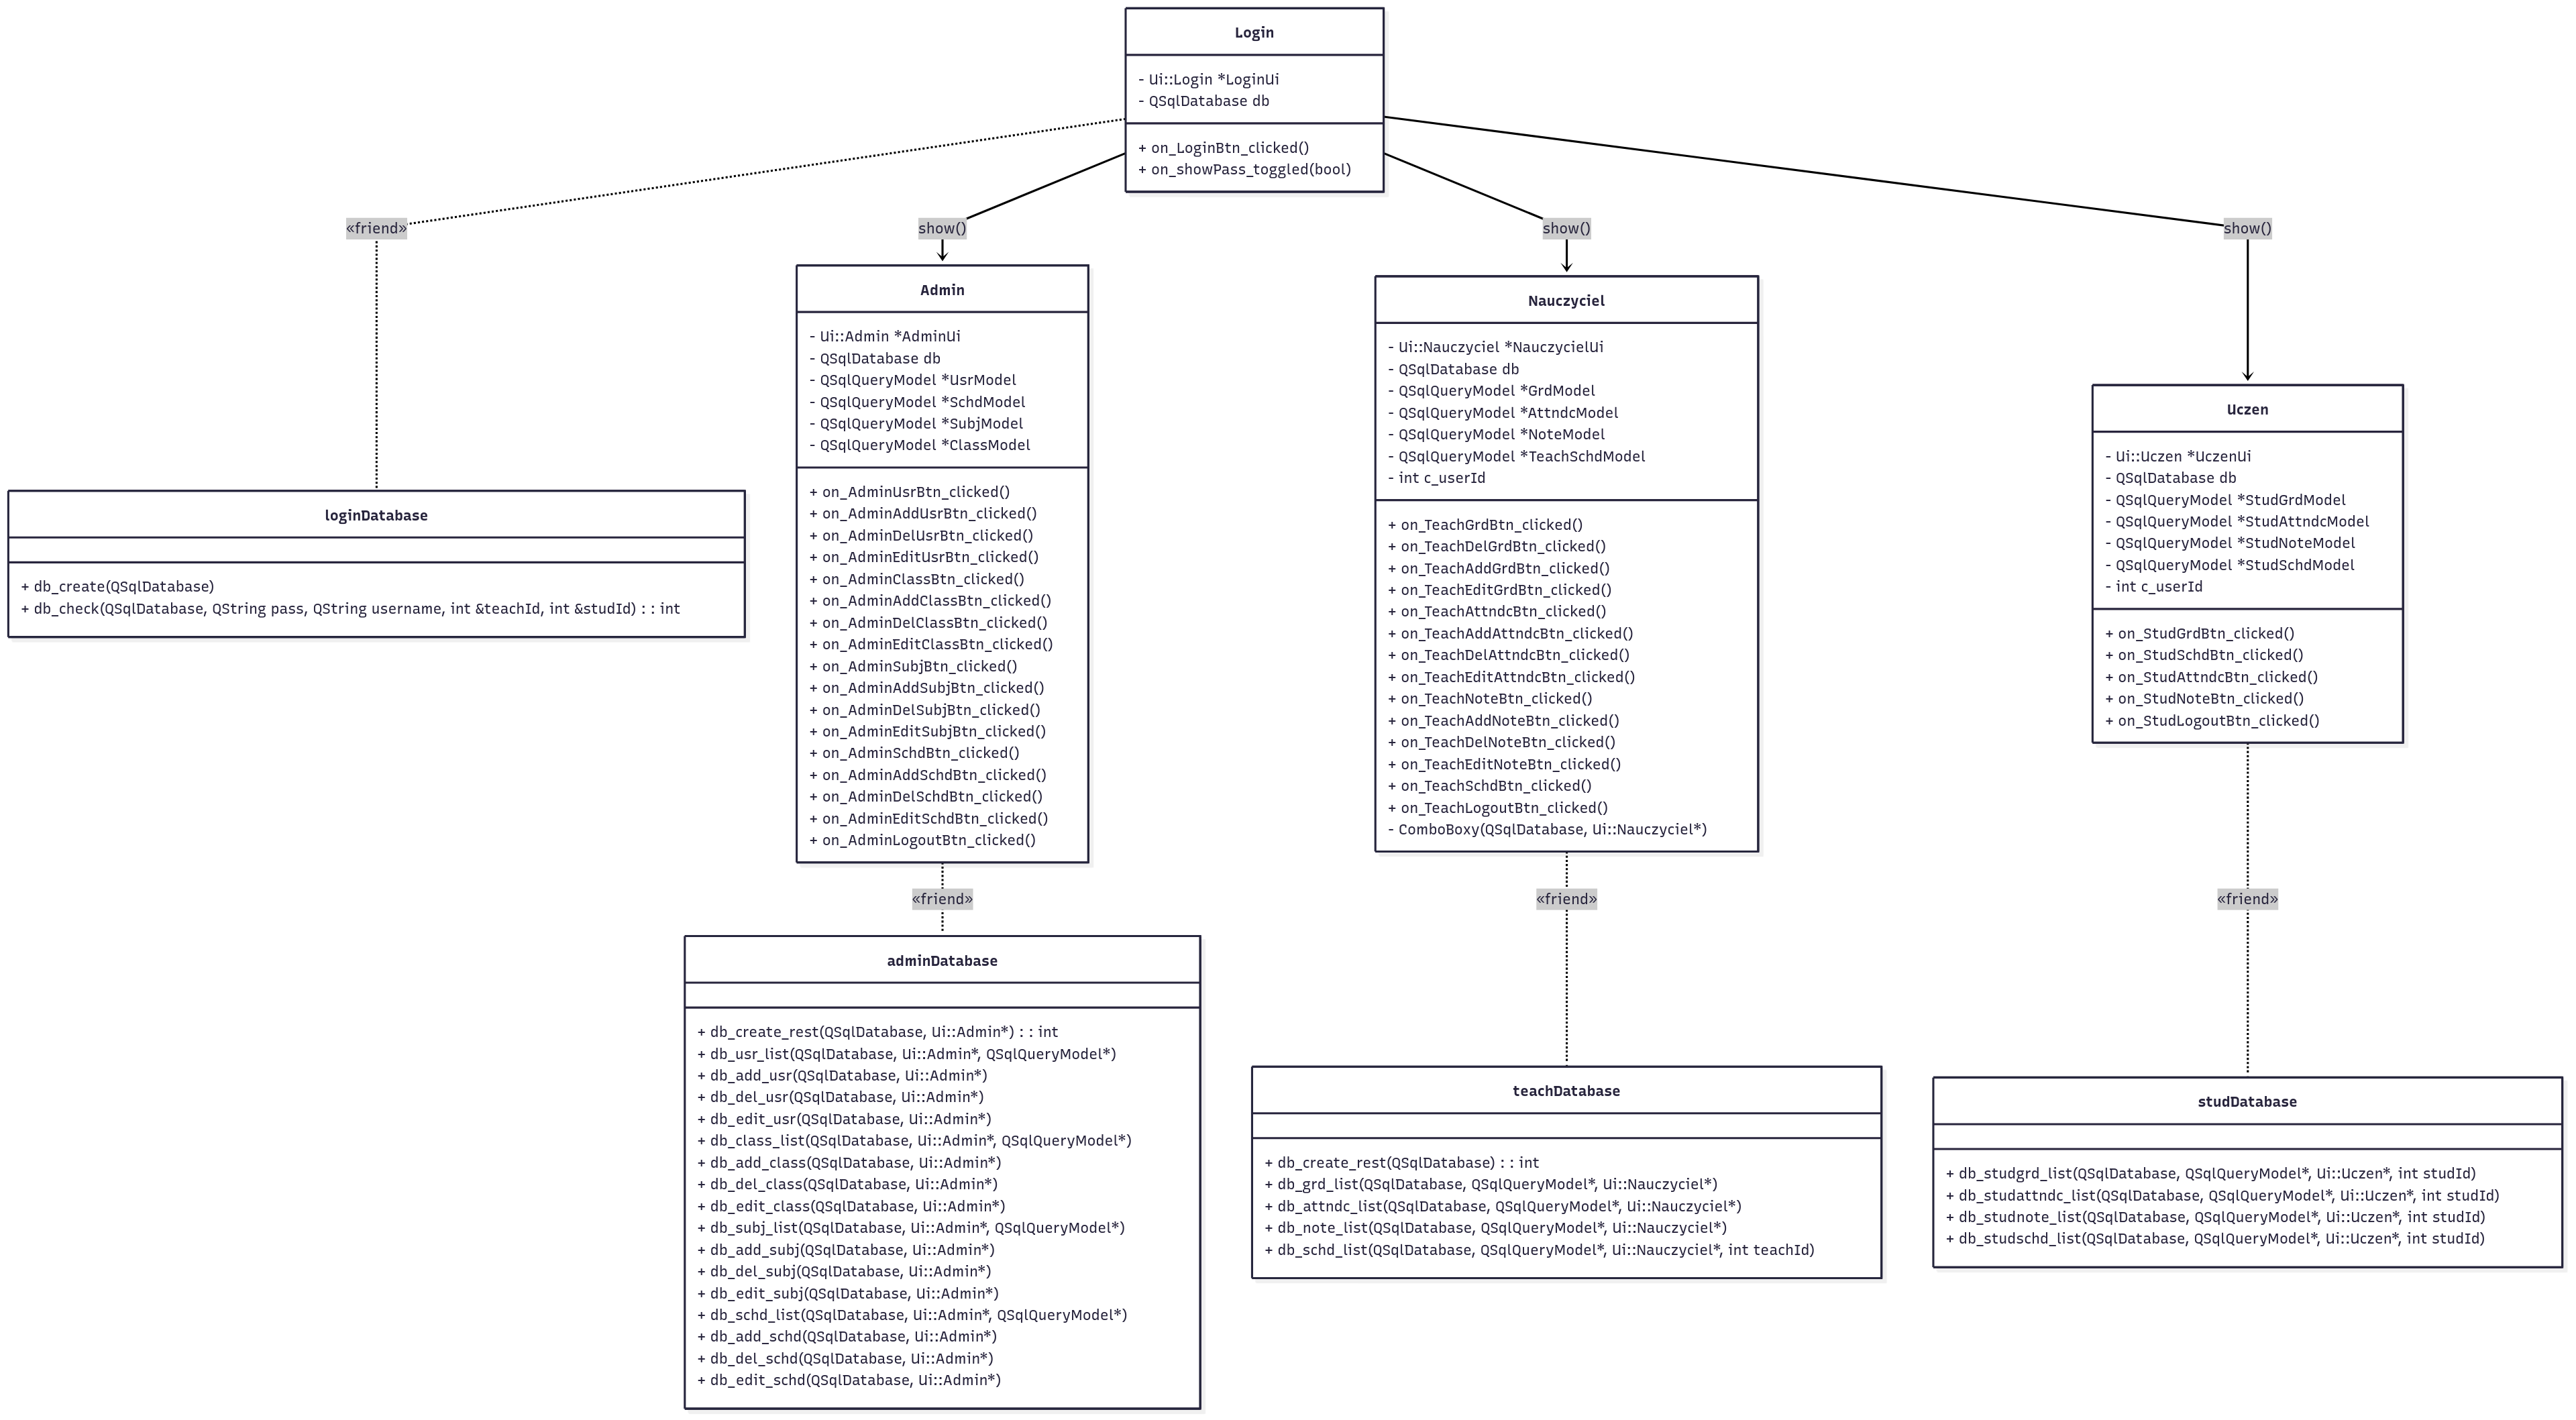 Login
- Ui::Login *LoginUi
- QSqlDatabase db
+ on_LoginBtn_clicked()
+ on_showPass_toggled(bool)
«friend»
show()
show()
show()
loginDatabase
+ db_create(QSqlDatabase)
+ db_check(QSqlDatabase, QString pass, QString username, int &teachId, int &studId) : : int
Admin
- Ui::Admin *AdminUi
- QSqlDatabase db
- QSqlQueryModel *UsrModel
- QSqlQueryModel *SchdModel
- QSqlQueryModel *SubjModel
- QSqlQueryModel *ClassModel
+ on_AdminUsrBtn_clicked()
+ on_AdminAddUsrBtn_clicked()
+ on_AdminDelUsrBtn_clicked()
+ on_AdminEditUsrBtn_clicked()
+ on_AdminClassBtn_clicked()
+ on_AdminAddClassBtn_clicked()
+ on_AdminDelClassBtn_clicked()
+ on_AdminEditClassBtn_clicked()
+ on_AdminSubjBtn_clicked()
+ on_AdminAddSubjBtn_clicked()
+ on_AdminDelSubjBtn_clicked()
+ on_AdminEditSubjBtn_clicked()
+ on_AdminSchdBtn_clicked()
+ on_AdminAddSchdBtn_clicked()
+ on_AdminDelSchdBtn_clicked()
+ on_AdminEditSchdBtn_clicked()
+ on_AdminLogoutBtn_clicked()
Nauczyciel
- Ui::Nauczyciel *NauczycielUi
- QSqlDatabase db
- QSqlQueryModel *GrdModel
- QSqlQueryModel *AttndcModel
- QSqlQueryModel *NoteModel
- QSqlQueryModel *TeachSchdModel
- int c_userId
+ on_TeachGrdBtn_clicked()
+ on_TeachDelGrdBtn_clicked()
+ on_TeachAddGrdBtn_clicked()
+ on_TeachEditGrdBtn_clicked()
+ on_TeachAttndcBtn_clicked()
+ on_TeachAddAttndcBtn_clicked()
+ on_TeachDelAttndcBtn_clicked()
+ on_TeachEditAttndcBtn_clicked()
+ on_TeachNoteBtn_clicked()
+ on_TeachAddNoteBtn_clicked()
+ on_TeachDelNoteBtn_clicked()
+ on_TeachEditNoteBtn_clicked()
+ on_TeachSchdBtn_clicked()
+ on_TeachLogoutBtn_clicked()
- ComboBoxy(QSqlDatabase, Ui::Nauczyciel*)
Uczen
- Ui::Uczen *UczenUi
- QSqlDatabase db
- QSqlQueryModel *StudGrdModel
- QSqlQueryModel *StudAttndcModel
- QSqlQueryModel *StudNoteModel
- QSqlQueryModel *StudSchdModel
- int c_userId
+ on_StudGrdBtn_clicked()
+ on_StudSchdBtn_clicked()
+ on_StudAttndcBtn_clicked()
+ on_StudNoteBtn_clicked()
+ on_StudLogoutBtn_clicked()
«friend»
«friend»
«friend»
adminDatabase
+ db_create_rest(QSqlDatabase, Ui::Admin*) : : int
+ db_usr_list(QSqlDatabase, Ui::Admin*, QSqlQueryModel*)
+ db_add_usr(QSqlDatabase, Ui::Admin*)
+ db_del_usr(QSqlDatabase, Ui::Admin*)
+ db_edit_usr(QSqlDatabase, Ui::Admin*)
+ db_class_list(QSqlDatabase, Ui::Admin*, QSqlQueryModel*)
+ db_add_class(QSqlDatabase, Ui::Admin*)
+ db_del_class(QSqlDatabase, Ui::Admin*)
+ db_edit_class(QSqlDatabase, Ui::Admin*)
+ db_subj_list(QSqlDatabase, Ui::Admin*, QSqlQueryModel*)
+ db_add_subj(QSqlDatabase, Ui::Admin*)
+ db_del_subj(QSqlDatabase, Ui::Admin*)
+ db_edit_subj(QSqlDatabase, Ui::Admin*)
+ db_schd_list(QSqlDatabase, Ui::Admin*, QSqlQueryModel*)
+ db_add_schd(QSqlDatabase, Ui::Admin*)
+ db_del_schd(QSqlDatabase, Ui::Admin*)
+ db_edit_schd(QSqlDatabase, Ui::Admin*)
teachDatabase
+ db_create_rest(QSqlDatabase) : : int
+ db_grd_list(QSqlDatabase, QSqlQueryModel*, Ui::Nauczyciel*)
+ db_attndc_list(QSqlDatabase, QSqlQueryModel*, Ui::Nauczyciel*)
+ db_note_list(QSqlDatabase, QSqlQueryModel*, Ui::Nauczyciel*)
+ db_schd_list(QSqlDatabase, QSqlQueryModel*, Ui::Nauczyciel*, int teachId)
studDatabase
+ db_studgrd_list(QSqlDatabase, QSqlQueryModel*, Ui::Uczen*, int studId)
+ db_studattndc_list(QSqlDatabase, QSqlQueryModel*, Ui::Uczen*, int studId)
+ db_studnote_list(QSqlDatabase, QSqlQueryModel*, Ui::Uczen*, int studId)
+ db_studschd_list(QSqlDatabase, QSqlQueryModel*, Ui::Uczen*, int studId)